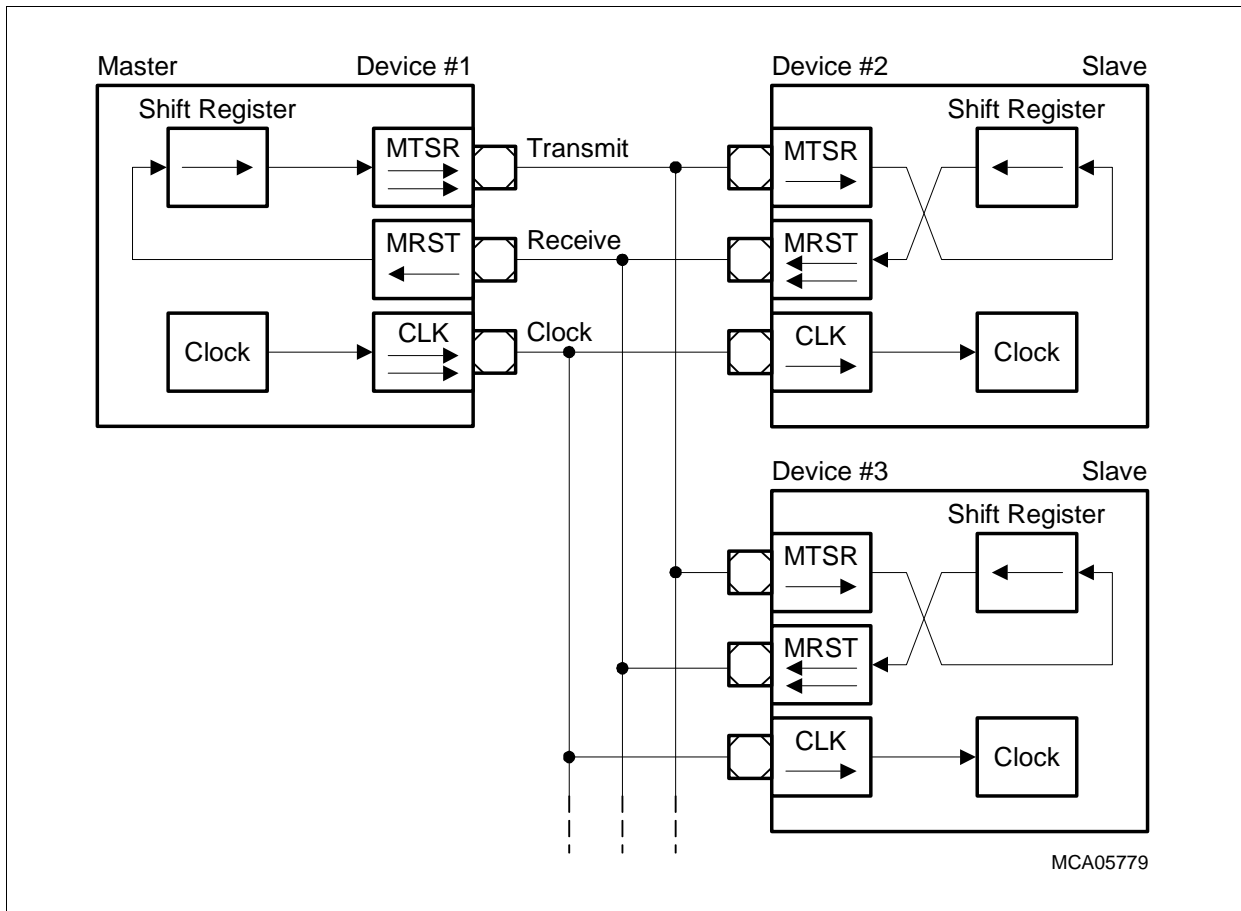 Master Device #1
Shift Register
MTSR
Transmit
MRST
Receive
Clock
CLK
Clock
Device #2 Slave
Shift Register
MTSR
MRST
CLK
Clock
Device #3 Slave
Shift Register
MTSR
MRST
CLK
Clock
MCA05779